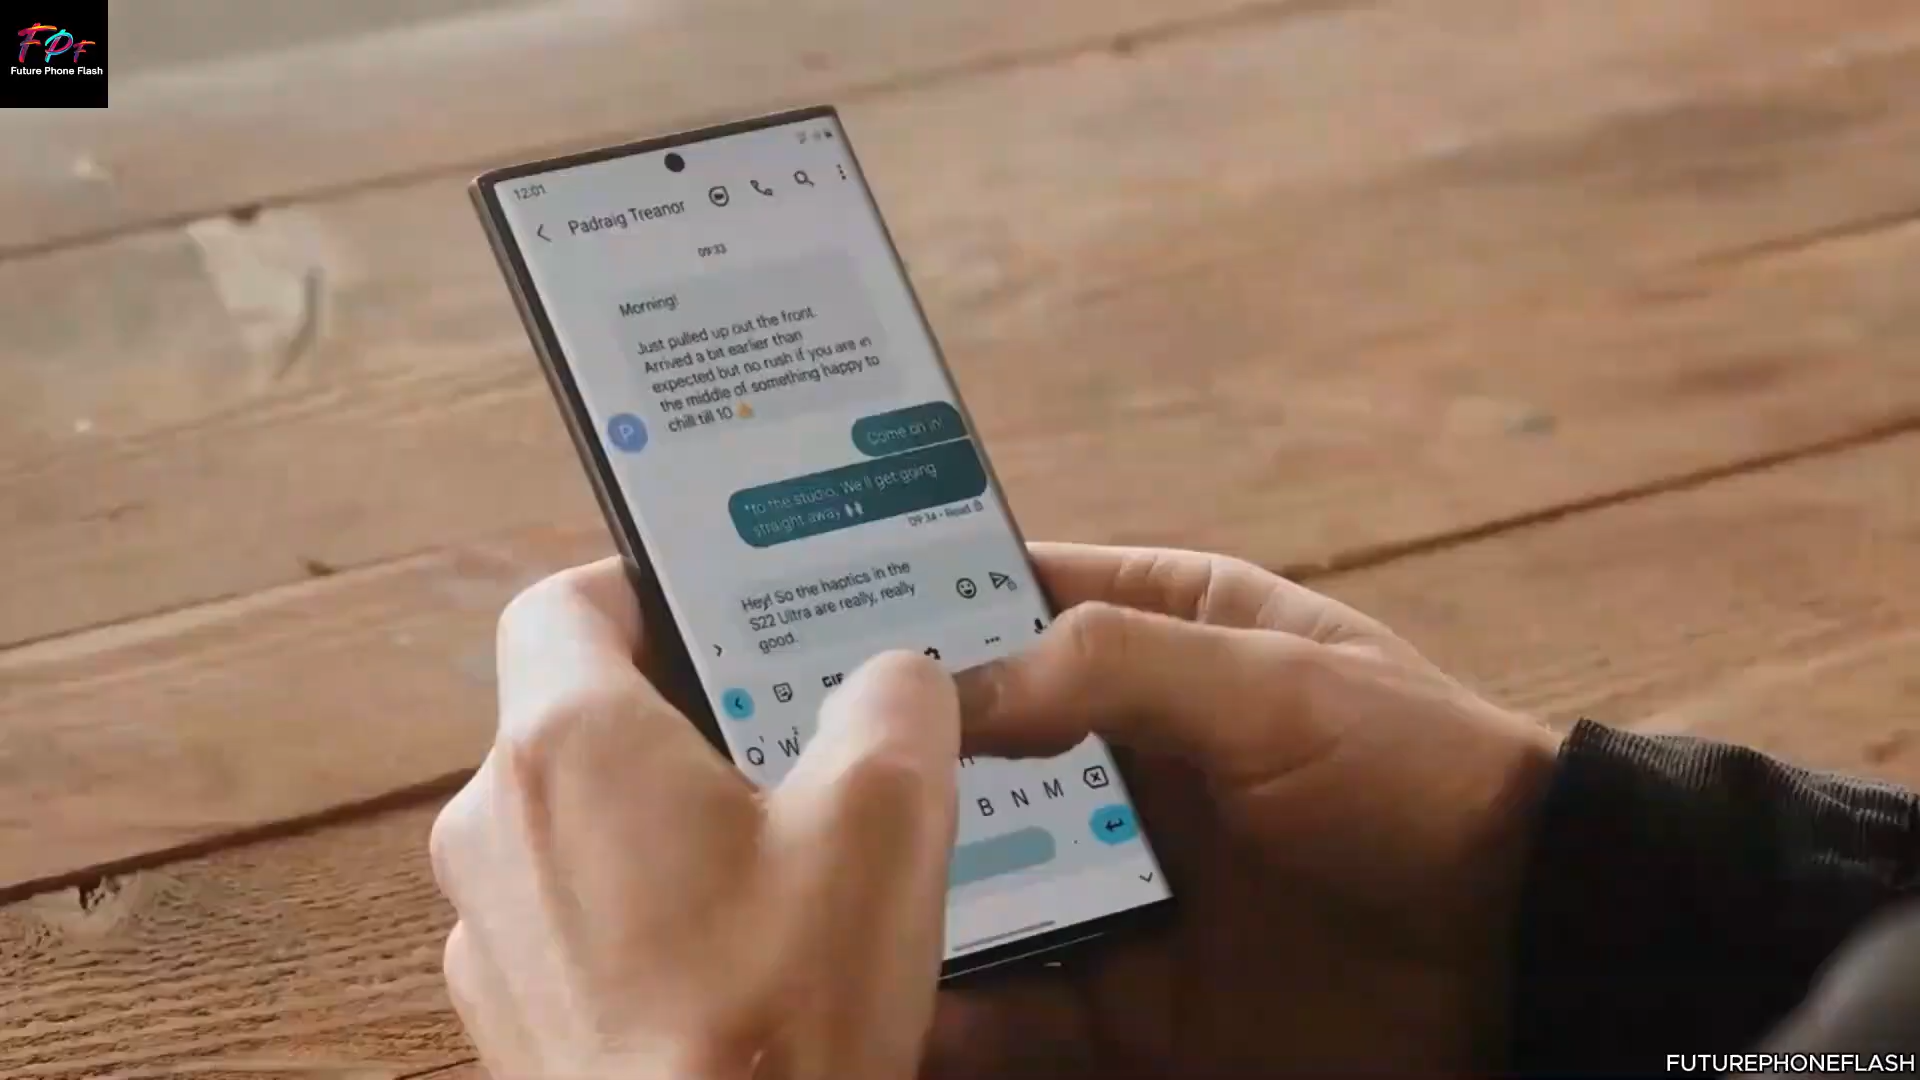 FPF
Future Phone Flash
12:01
Padraig Treanor
09:33
Morning!
Just pulled up out the front.
Arrived a bit earlier than
expected but no rush if you are in
the middle of something happy to
chill till 10
P
Come on in!
*to the studio. We'll get going
straight away
09:34 • Read
Hey! So the haptics in the
S22 Ultra are really, really
good.
GIF
Q W
B N M
FUTUREPHONEFLASH